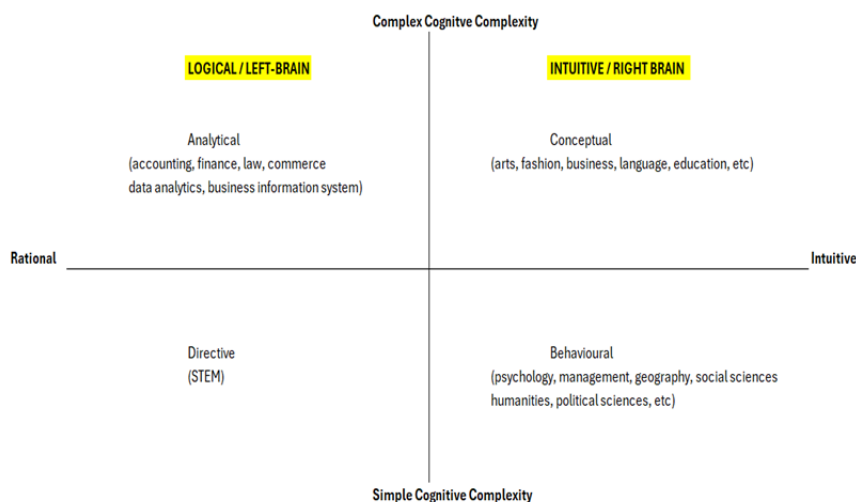 Complex Cognitve Complexity
LOGICAL / LEFT-BRAIN
INTUITIVE / RIGHT BRAIN
Analytical
(accounting, finance, law, commerce
data analytics, business information system)
Conceptual
(arts, fashion, business, language, education, etc)
Rational
Intuitive
Directive
(STEM)
Behavioural
(psychology, management, geography, social sciences
humanities, political sciences, etc)
Simple Cognitive Complexity